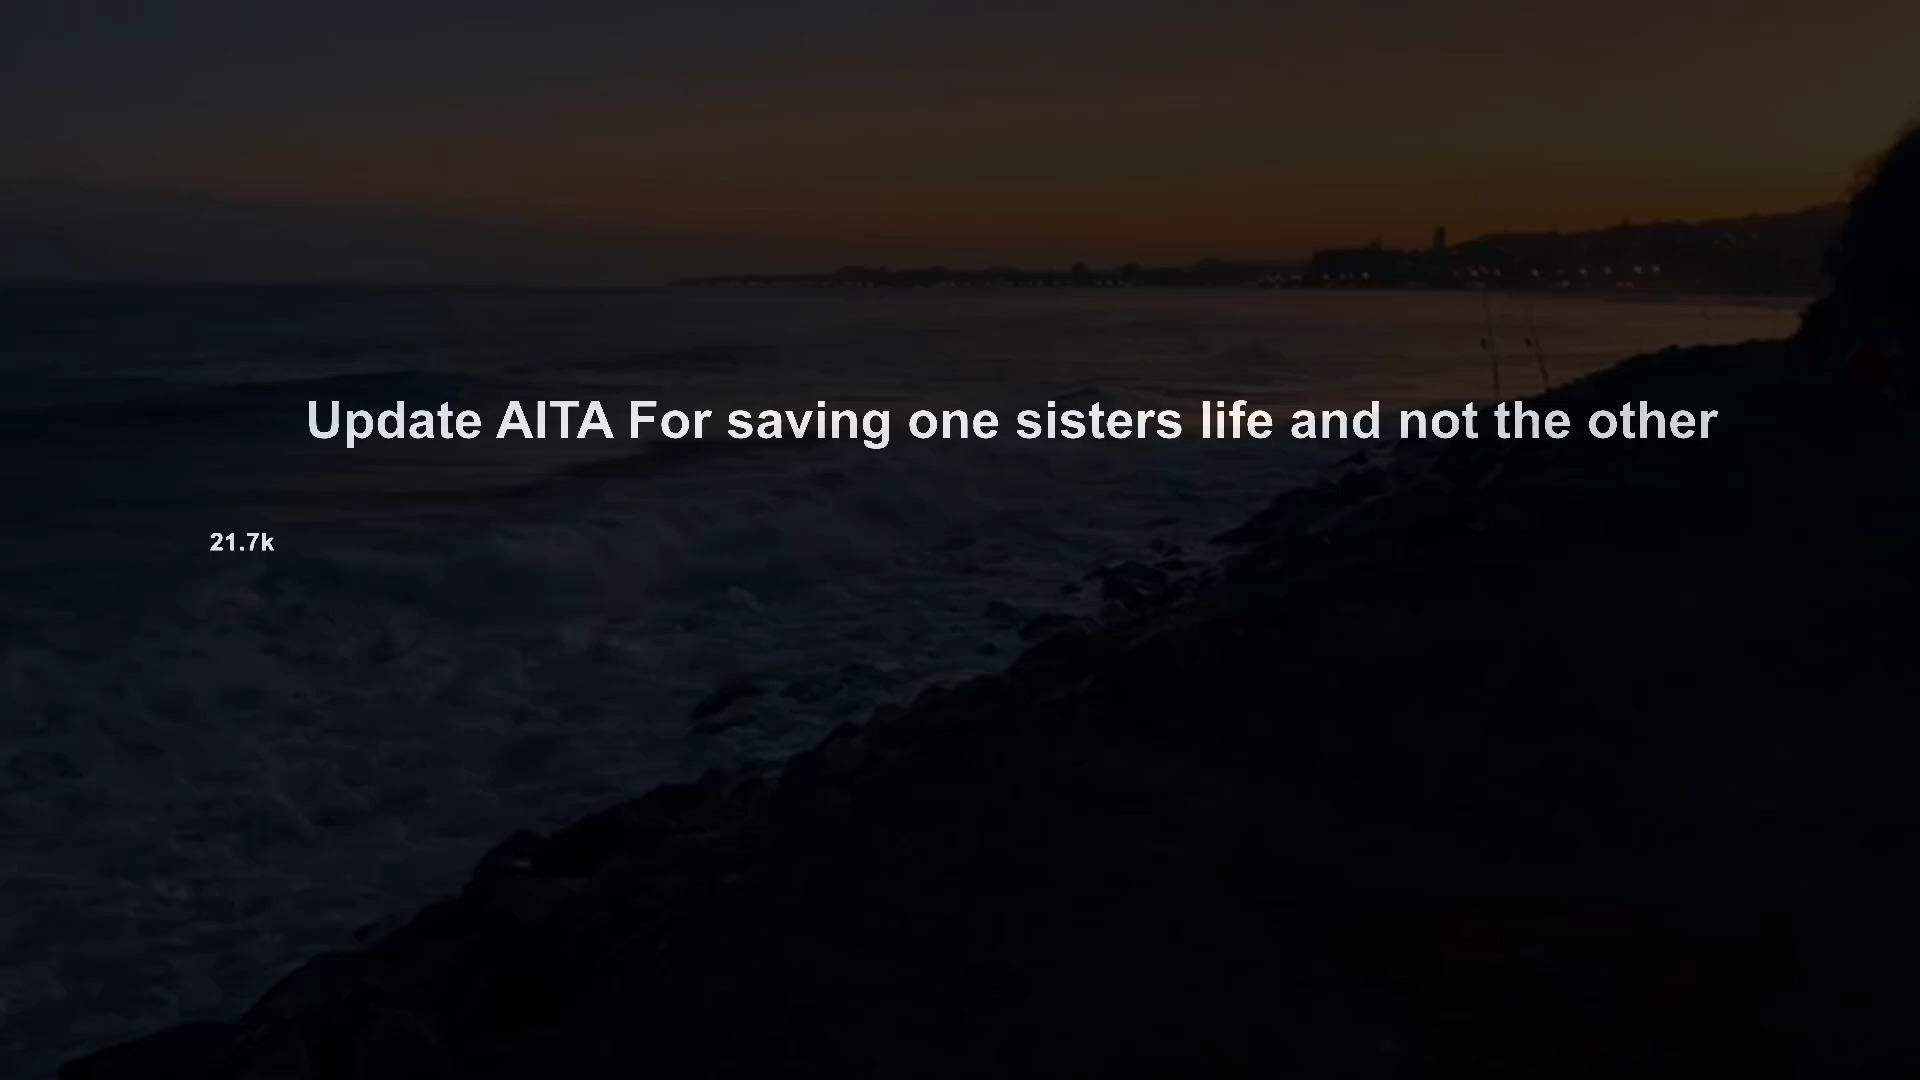 Update AITA For saving one sisters life and not the other
21.7k